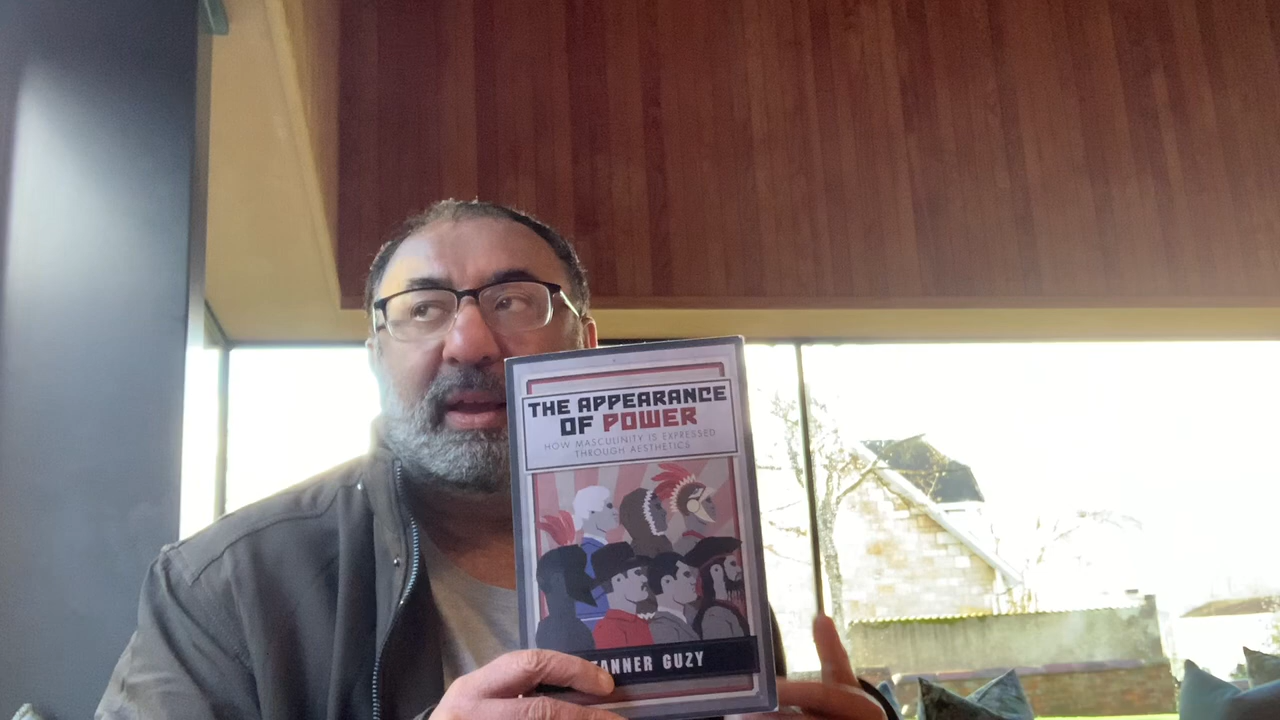 THE APPEARANCE
OF POWER
HOW MASCULINITY IS EXPRESSED
THROUGH AESTHETICS
TANNER GUZY